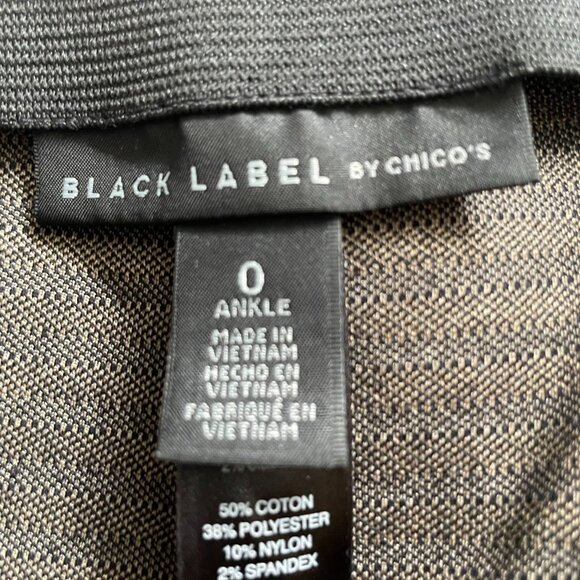 BLACK LABEL BY CHICO'S
0
ANKLE
MADE IN
VIETNAM
HECHO EN
VIETNAM
FABRIQUÉ EN
VIETNAM
50% COTON
38% POLYESTER
10% NYLON
2% SPANDEX